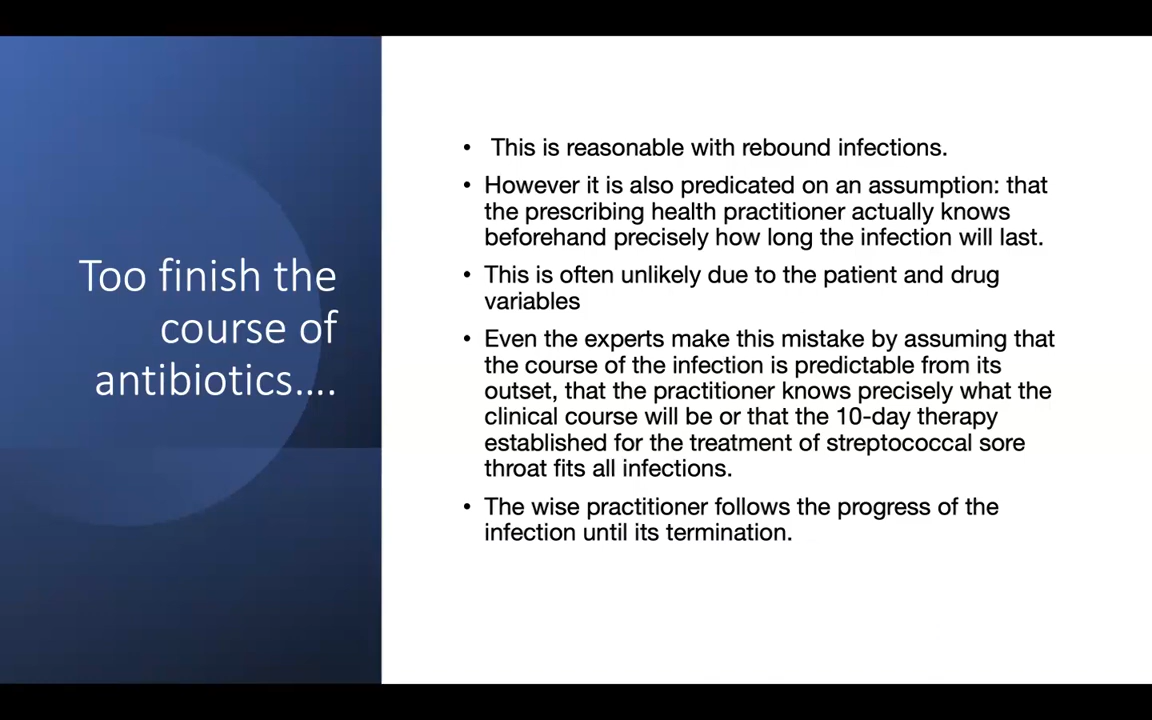 Too finish the
course of
antibiotics....
• This is reasonable with rebound infections.
• However it is also predicated on an assumption: that
the prescribing health practitioner actually knows
beforehand precisely how long the infection will last.
• This is often unlikely due to the patient and drug
variables
• Even the experts make this mistake by assuming that
the course of the infection is predictable from its
outset, that the practitioner knows precisely what the
clinical course will be or that the 10-day therapy
established for the treatment of streptococcal sore
throat fits all infections.
• The wise practitioner follows the progress of the
infection until its termination.